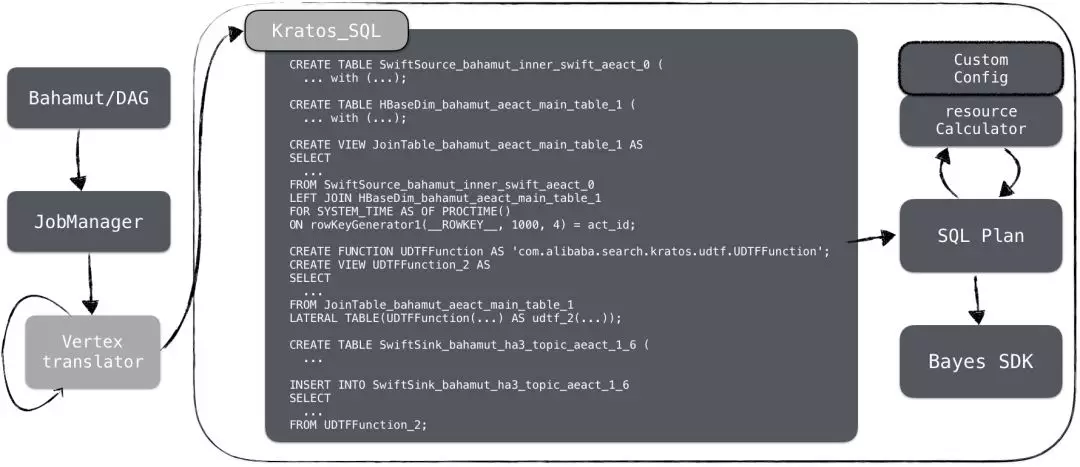 Bahamut/DAG
JobManager
Vertex
translator
Kratos_SQL
CREATE TABLE SwiftSource_bahamut_inner_swift_aeact_0 (
... with (...);
CREATE TABLE HBaseDim_bahamut_aeact_main_table_1 (
... with (...);
CREATE VIEW JoinTable_bahamut_aeact_main_table_1 AS
SELECT
...
FROM SwiftSource_bahamut_inner_swift_aeact_0
LEFT JOIN HBaseDim_bahamut_aeact_main_table_1
FOR SYSTEM_TIME AS OF PROCTIME()
ON rowKeyGenerator1(__ROWKEY__, 1000, 4) = act_id;
CREATE FUNCTION UDTFFunction AS 'com.alibaba.search.kratos.udtf.UDTFFunction';
CREATE VIEW UDTFFunction_2 AS
SELECT
...
FROM JoinTable_bahamut_aeact_main_table_1
LATERAL TABLE(UDTFFunction(...) AS udtf_2(...));
CREATE TABLE SwiftSink_bahamut_ha3_topic_aeact_1_6 (
...
INSERT INTO SwiftSink_bahamut_ha3_topic_aeact_1_6
SELECT
...
FROM UDTFFunction_2;
Custom
Config
resource
Calculator
SQL Plan
Bayes SDK